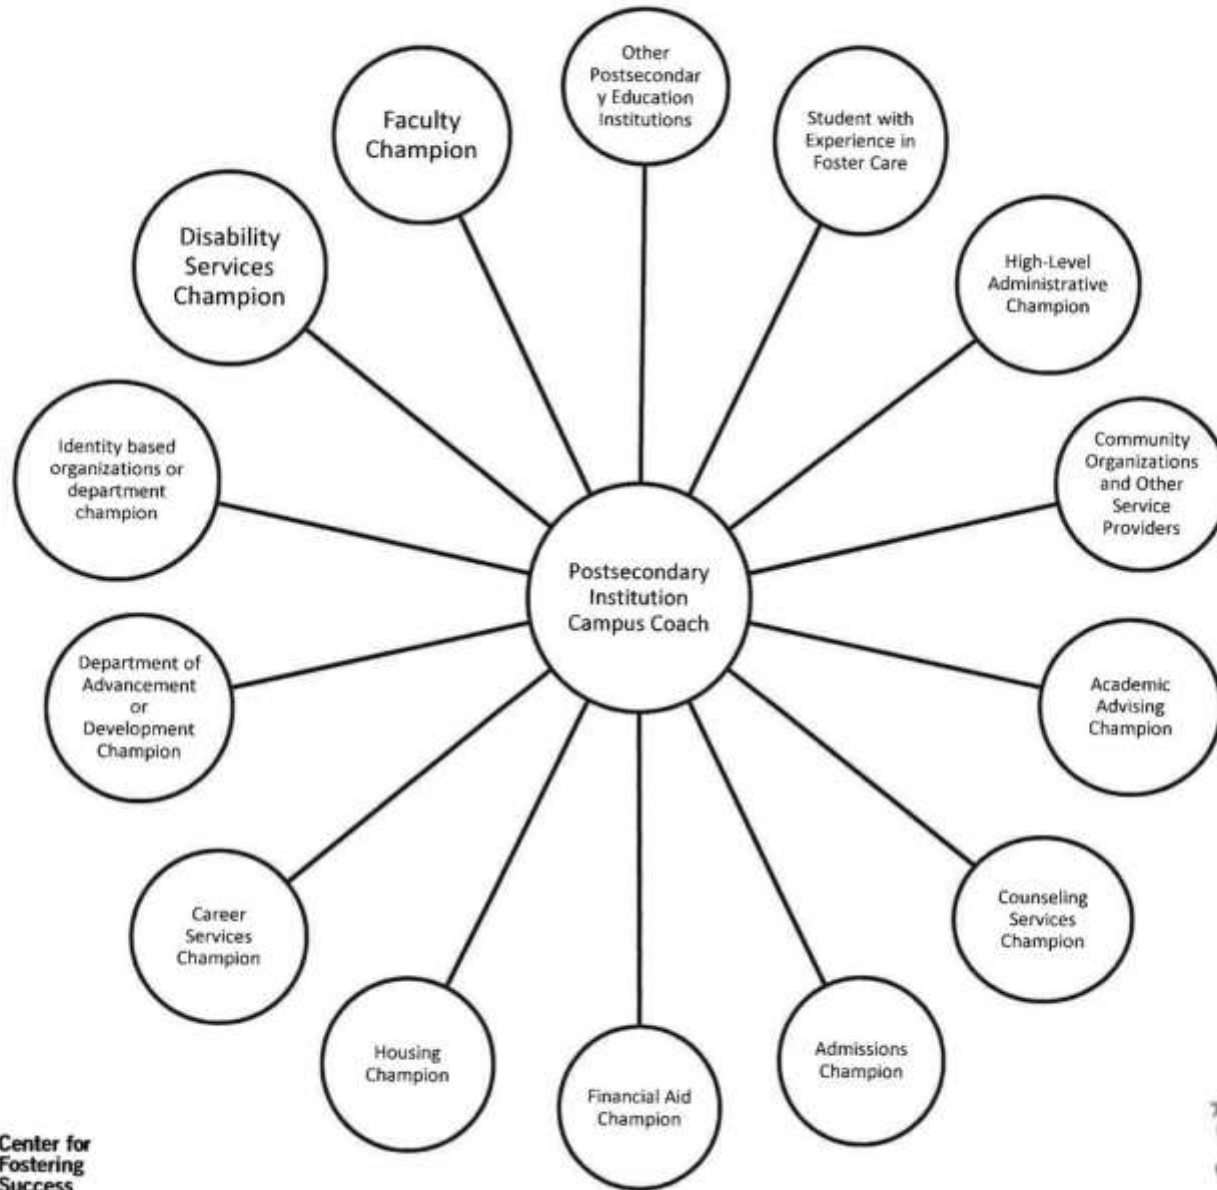 Other
Postsecondar
y Education
Institutions
Student with
Experience in
Foster Care
High-Level
Administrative
Champion
Community
Organizations
and Other
Service
Providers
Academic
Advising
Champion
Counseling
Services
Champion
Admissions
Champion
Financial Aid
Champion
Housing
Champion
Career
Services
Champion
Department of
Advancement
or
Development
Champion
Identity based
organizations or
department
champion
Disability
Services
Champion
Faculty
Champion
Postsecondary
Institution
Campus Coach
Center for
Fostering
Success